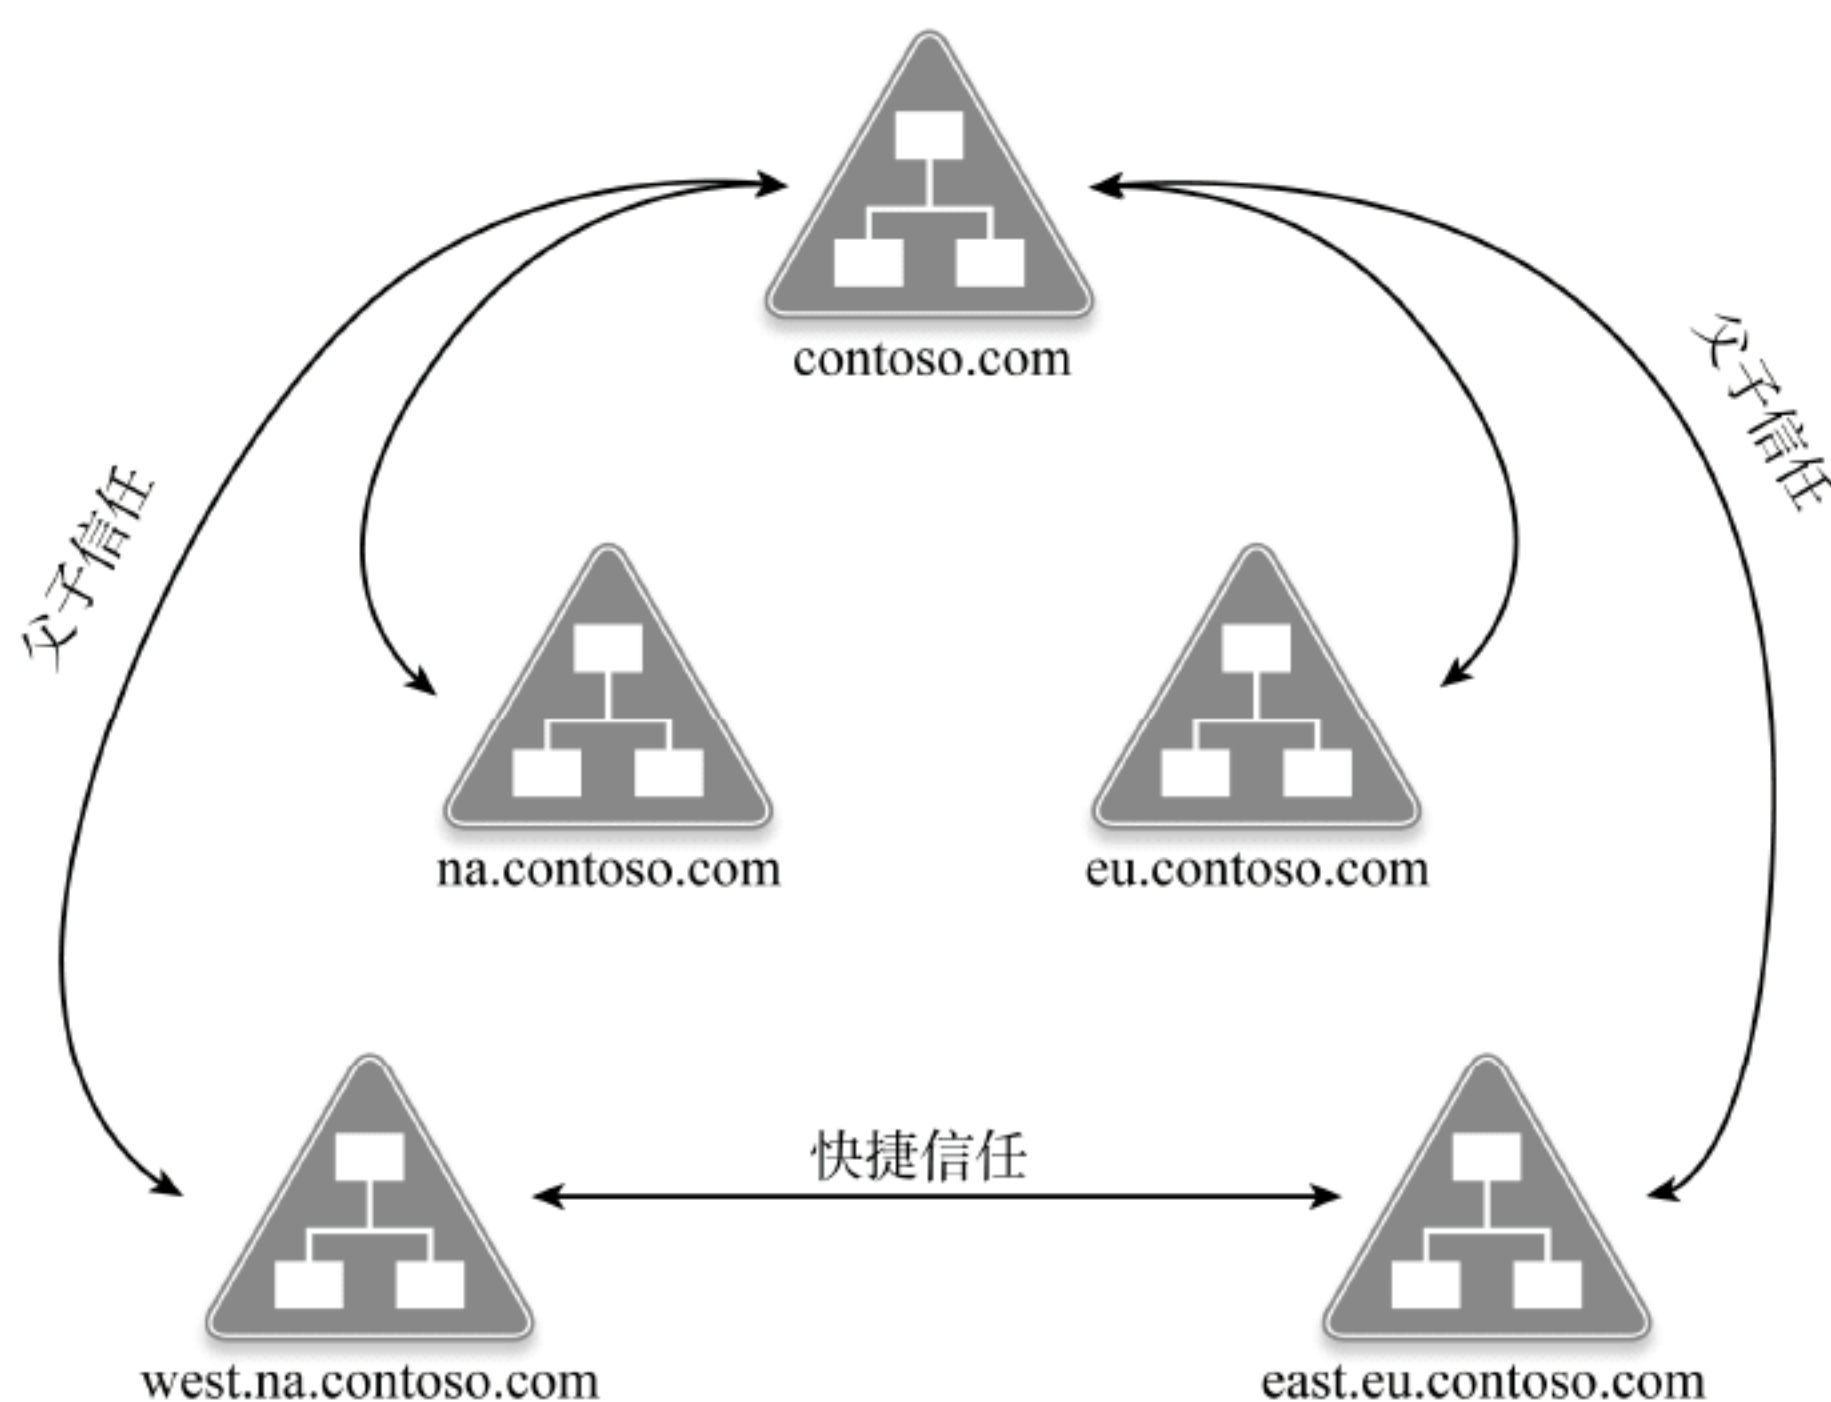 contoso.com
父子信任
父子信任
na.contoso.com
eu.contoso.com
快捷信任
west.na.contoso.com
east.eu.contoso.com